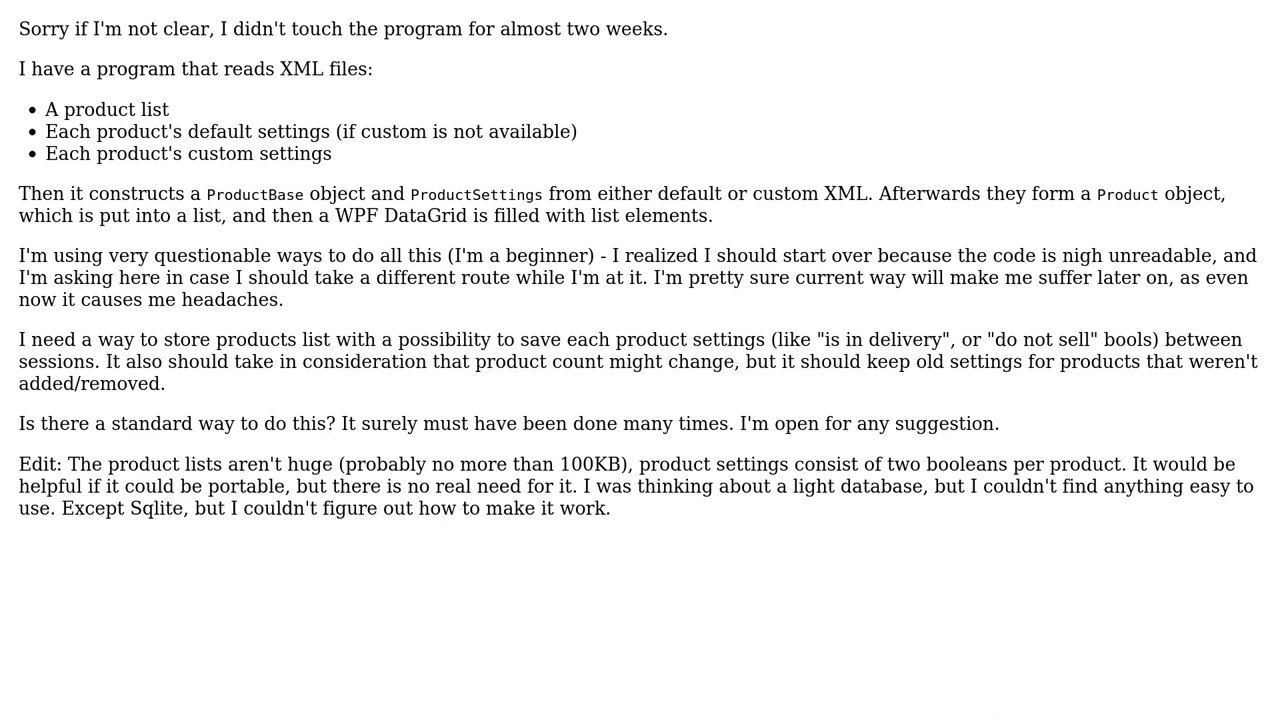 Sorry if I'm not clear, I didn't touch the program for almost two weeks.
I have a program that reads XML files:
• A product list
• Each product's default settings (if custom is not available)
• Each product's custom settings
Then it constructs a ProductBase object and ProductSettings from either default or custom XML. Afterwards they form a Product object,
which is put into a list, and then a WPF DataGrid is filled with list elements.
I'm using very questionable ways to do all this (I'm a beginner) - I realized I should start over because the code is nigh unreadable, and
I'm asking here in case I should take a different route while I'm at it. I'm pretty sure current way will make me suffer later on, as even
now it causes me headaches.
I need a way to store products list with a possibility to save each product settings (like "is in delivery", or "do not sell" bools) between
sessions. It also should take in consideration that product count might change, but it should keep old settings for products that weren't
added/removed.
Is there a standard way to do this? It surely must have been done many times. I'm open for any suggestion.
Edit: The product lists aren't huge (probably no more than 100KB), product settings consist of two booleans per product. It would be
helpful if it could be portable, but there is no real need for it. I was thinking about a light database, but I couldn't find anything easy to
use. Except Sqlite, but I couldn't figure out how to make it work.